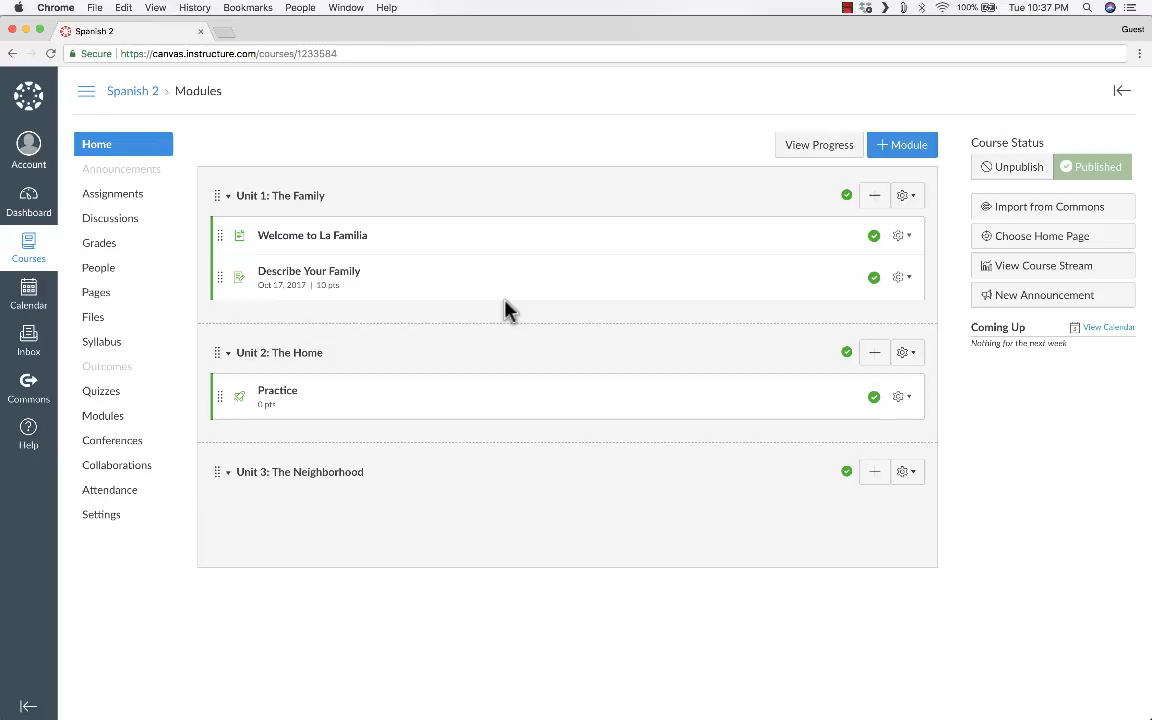 Chrome File Edit View History Bookmarks People Window Help 100% Tue 10:37 PM
Spanish 2
Guest
Secure https://canvas.instructure.com/courses/1233584
Spanish 2 > Modules
Account
Dashboard
Courses
Calendar
Inbox
Commons
Help
Home
Announcements
Assignments
Discussions
Grades
People
Pages
Files
Syllabus
Outcomes
Quizzes
Modules
Conferences
Collaborations
Attendance
Settings
View Progress
+ Module
Unit 1: The Family
Welcome to La Familia
Describe Your Family
Oct 17, 2017 | 10 pts
Unit 2: The Home
Practice
0 pts
Unit 3: The Neighborhood
Course Status
Unpublish
Published
Import from Commons
Choose Home Page
View Course Stream
New Announcement
Coming Up
View Calendar
Nothing for the next week